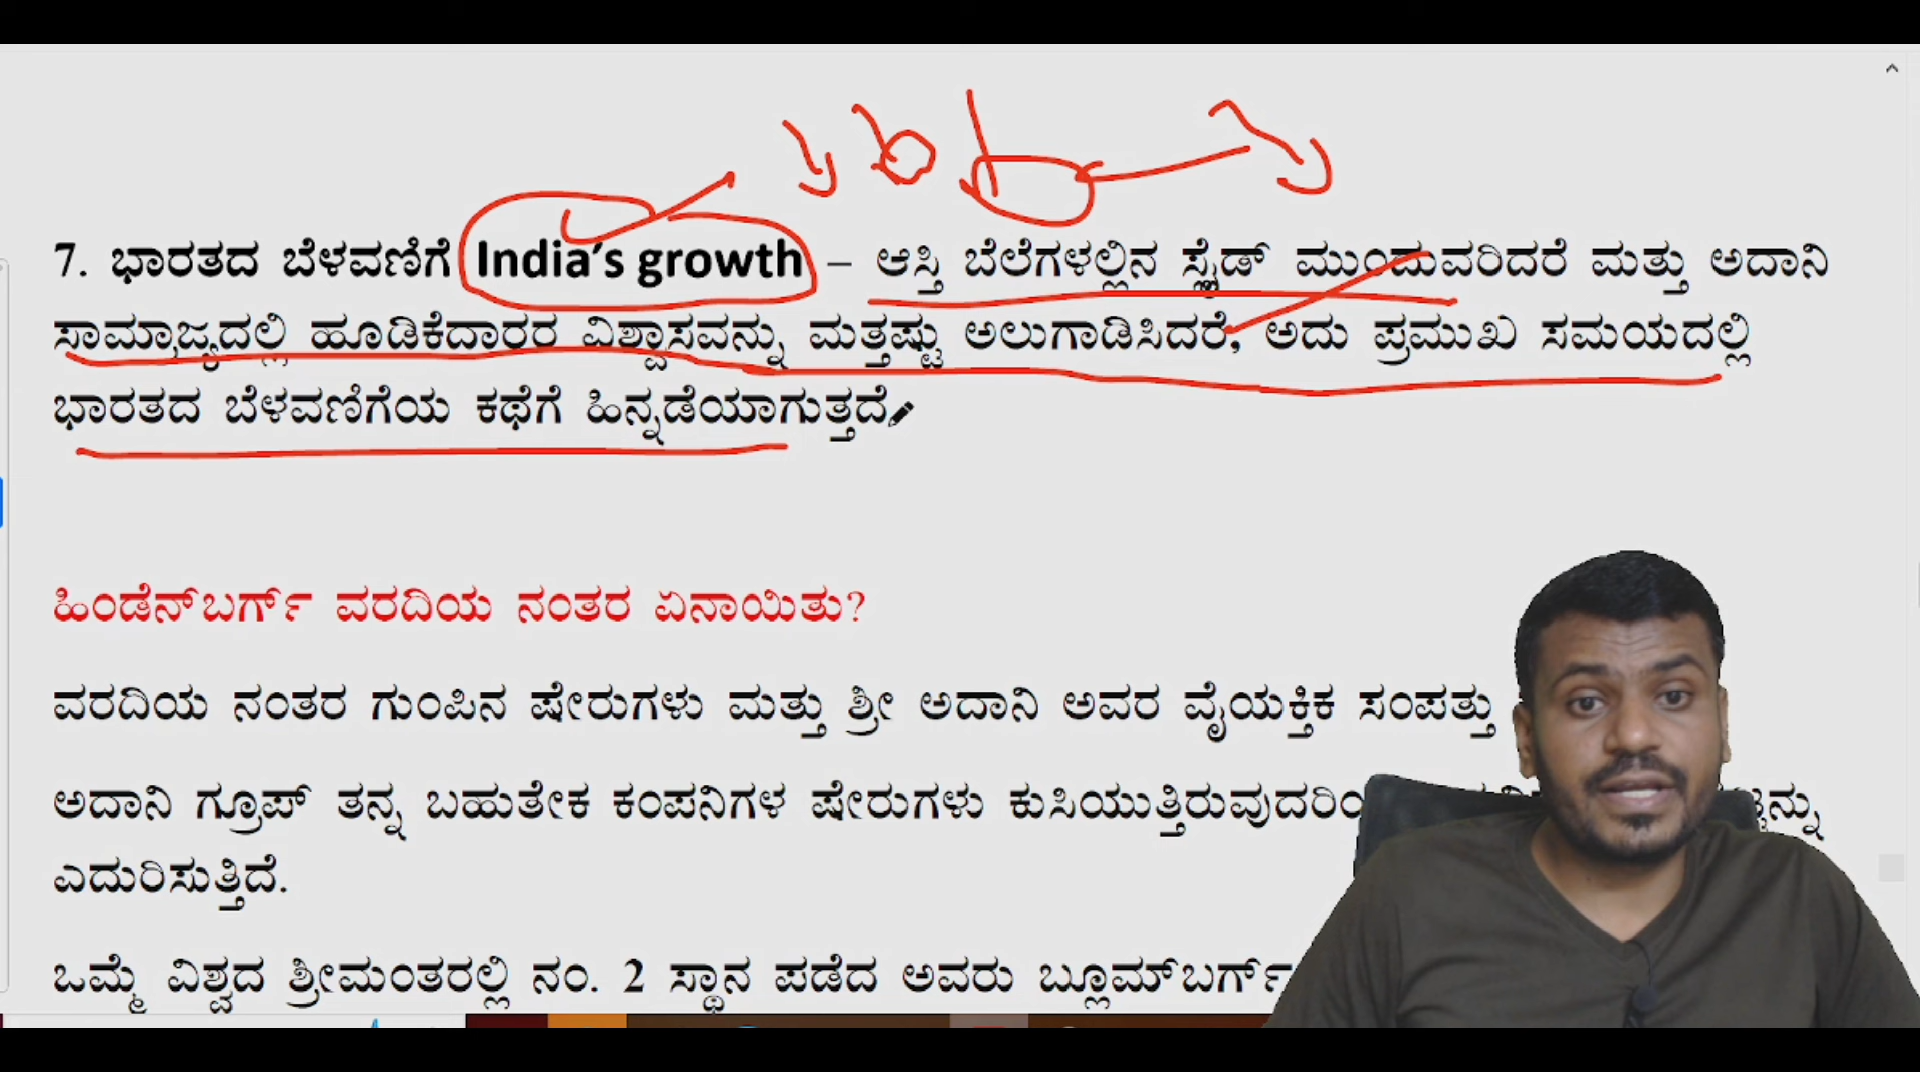 7. ಭಾರತದ ಬೆಳವಣಿಗೆ India's growth – ಆಸ್ತಿ ಬೆಲೆಗಳಲ್ಲಿನ ಸ್ಲೈಡ್ ಮುಂದುವರಿದರೆ ಮತ್ತು ಅದಾನಿ
ಸಾಮ್ರಾಜ್ಯದಲ್ಲಿ ಹೂಡಿಕೆದಾರರ ವಿಶ್ವಾಸವನ್ನು ಮತ್ತಷ್ಟು ಅಲುಗಾಡಿಸಿದರೆ, ಅದು ಪ್ರಮುಖ ಸಮಯದಲ್ಲಿ
ಭಾರತದ ಬೆಳವಣಿಗೆಯ ಕಥೆಗೆ ಹಿನ್ನಡೆಯಾಗುತ್ತದೆ
ಹಿಂಡೆನ್‌ಬರ್ಗ್ ವರದಿಯ ನಂತರ ಏನಾಯಿತು?
ವರದಿಯ ನಂತರ ಗುಂಪಿನ ಷೇರುಗಳು ಮತ್ತು ಶ್ರೀ ಅದಾನಿ ಅವರ ವೈಯಕ್ತಿಕ ಸಂಪತ್ತು
ಅದಾನಿ ಗ್ರೂಪ್ ತನ್ನ ಬಹುತೇಕ ಕಂಪನಿಗಳ ಷೇರುಗಳು
ಎದುರಿಸುತ್ತಿದೆ.
ಒಮ್ಮೆ ವಿಶ್ವದ ಶ್ರೀಮಂತರಲ್ಲಿ ನಂ. 2 ಸ್ಥಾನ ಪಡೆದ ಅವರು ಬ್ಲೂಮ್‌ಬರ್ಗ್